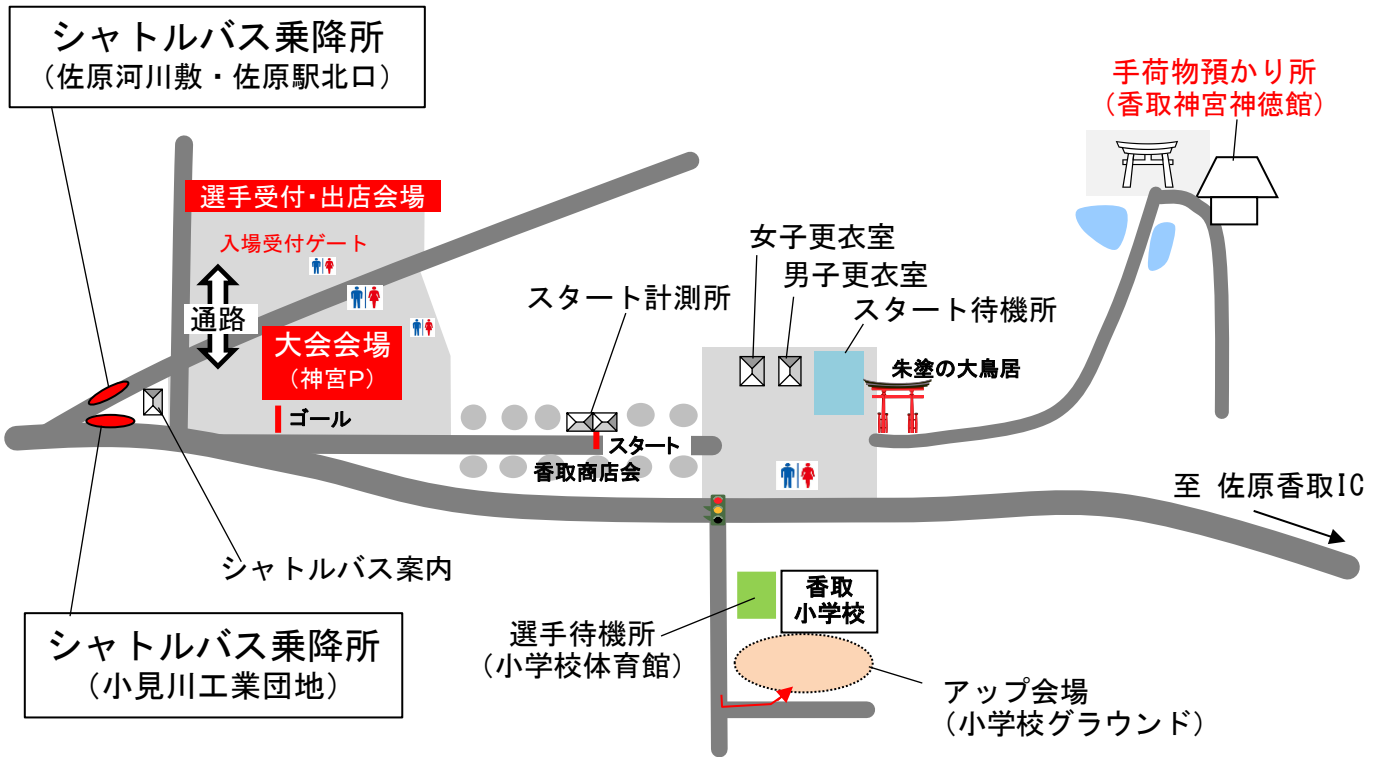 シャトルバス乗降所
（佐原河川敷・佐原駅北口）
手荷物預かり所
（香取神宮神徳館）
選手受付・出店会場
入場受付ゲート
通路
大会会場
（神宮P）
ゴール
スタート計測所
女子更衣室
男子更衣室
スタート待機所
朱塗の大鳥居
スタート
香取商店会
至 佐原香取IC
シャトルバス案内
シャトルバス乗降所
（小見川工業団地）
香取
小学校
選手待機所
（小学校体育館）
アップ会場
（小学校グラウンド）